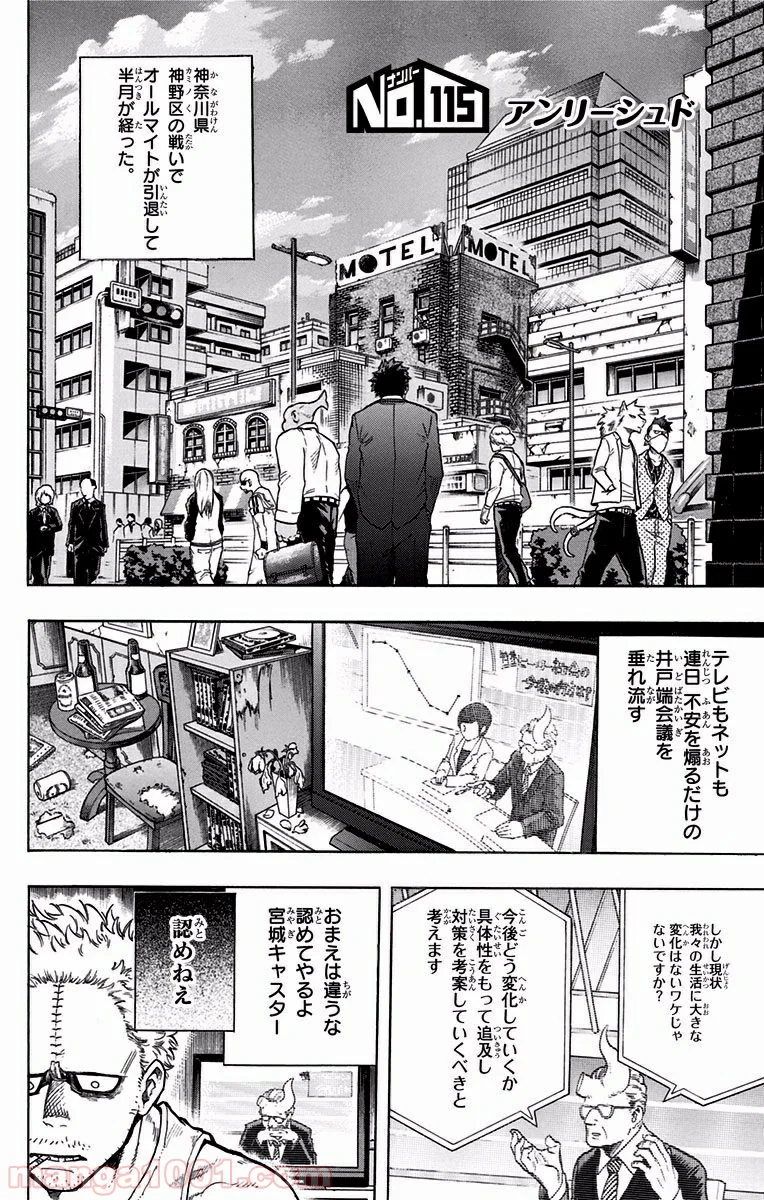 No.115
ナンバー
アンリーシュド
神奈川県
神野区の戦いで
オールマイトが引退して
半月が経った。
MOTEL
MOTEL
テレビもネットも
連日 不安を煽るだけの
井戸端会議を
垂れ流す
しかし現状
我々の生活に大きな
変化はないワケじゃ
ないですか?
今後どう変化していくか
具体性をもって追及し
対策を考案していくべきと
考えます
おまえは違うな
認めてやるよ
宮城キャスター
認めねえ
manga1001.com